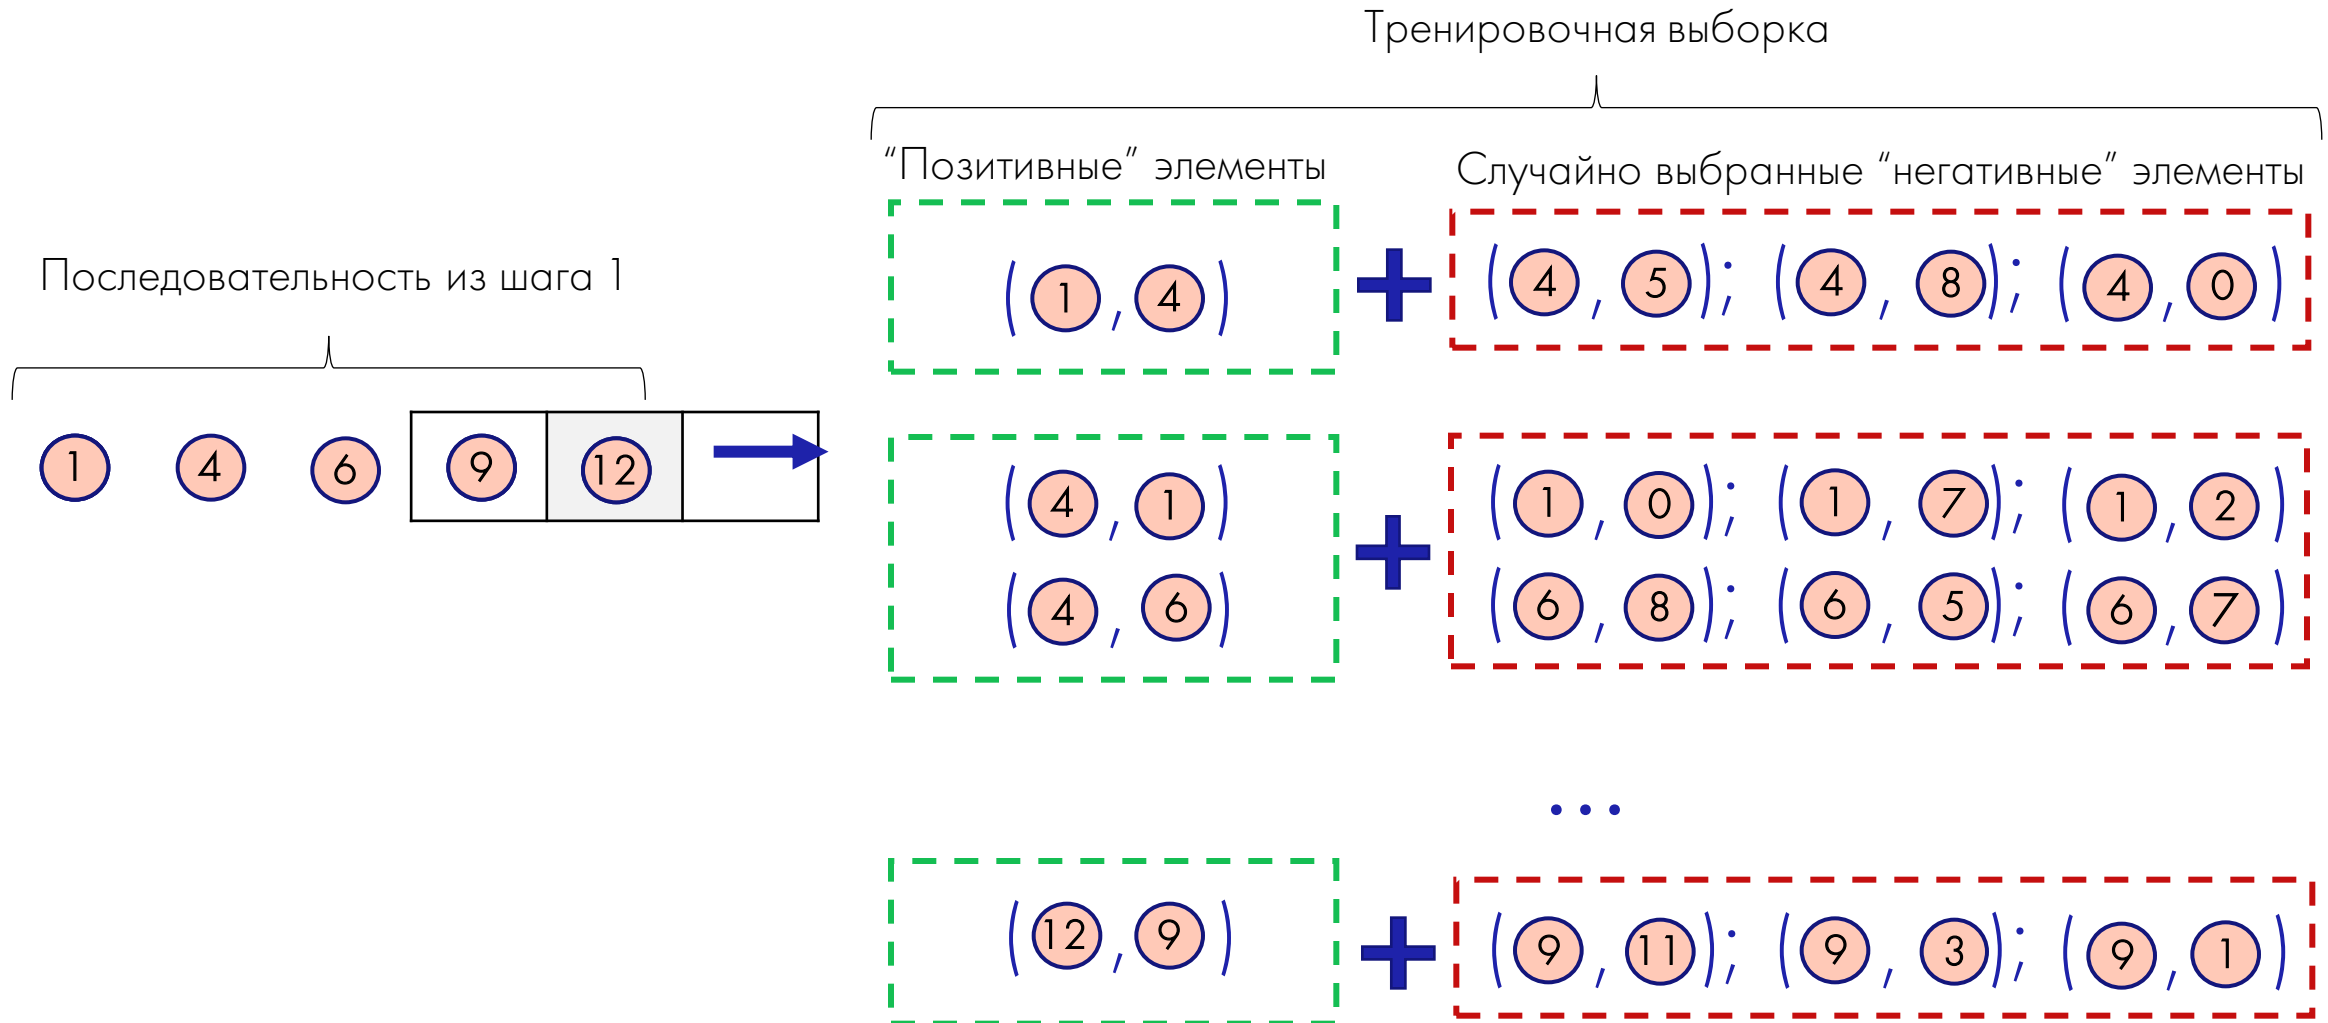 Тренировочная выборка
“Позитивные” элементы
Случайно выбранные “негативные” элементы
(1, 4) + (4, 5); (4, 8); (4, 0)
Последовательность из шага 1
1 4 6 9 12
(4, 1) + (1, 0); (1, 7); (1, 2)
(4, 6) (6, 8); (6, 5); (6, 7)
...
(12, 9) + (9, 11); (9, 3); (9, 1)